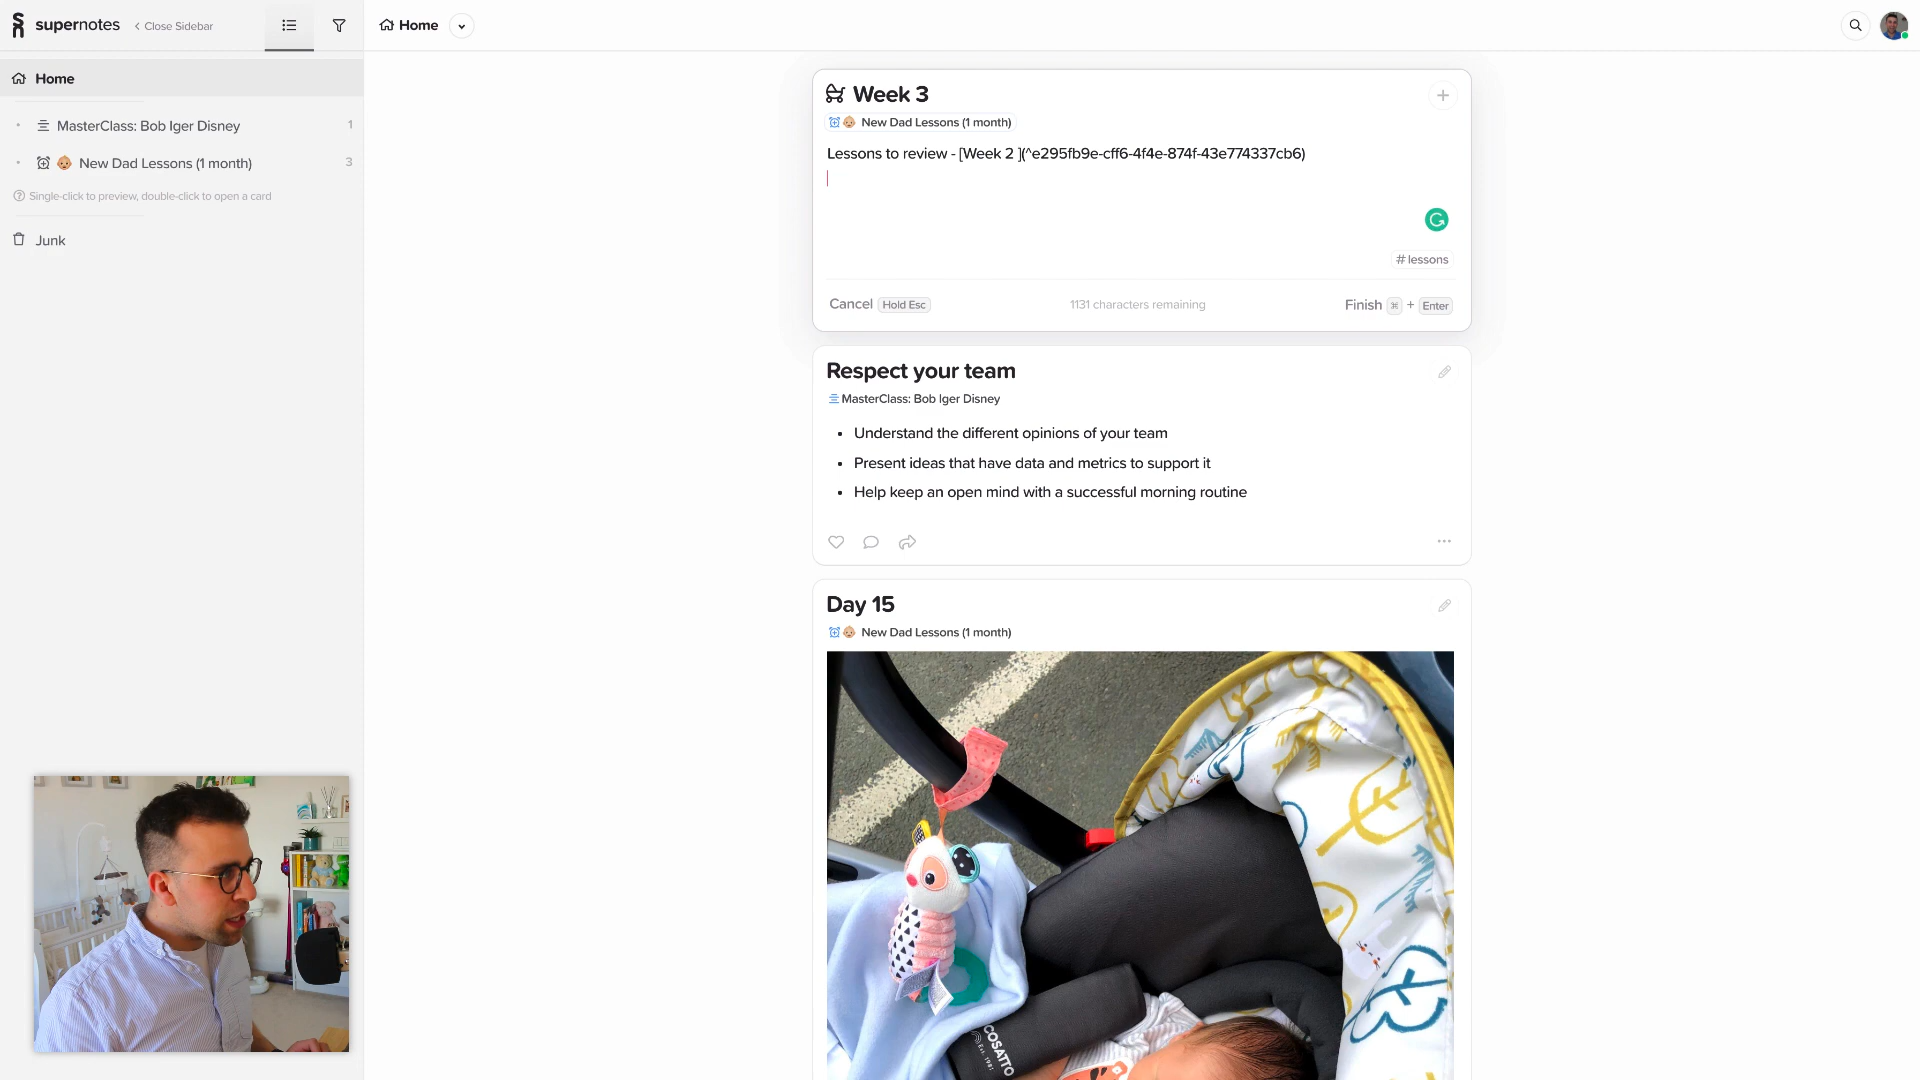 supernotes
Close Sidebar
Home
Home
MasterClass: Bob Iger Disney 1
New Dad Lessons (1 month) 3
Single-click to preview, double-click to open a card
Junk
Week 3
New Dad Lessons (1 month)
Lessons to review - [Week 2 ](^e295fb9e-cff6-4f4e-874f-43e774337cb6)
# lessons
Cancel Hold Esc 1131 characters remaining Finish ⌘ + Enter
Respect your team
MasterClass: Bob Iger Disney
• Understand the different opinions of your team
• Present ideas that have data and metrics to support it
• Help keep an open mind with a successful morning routine
Day 15
New Dad Lessons (1 month)
COSATTO